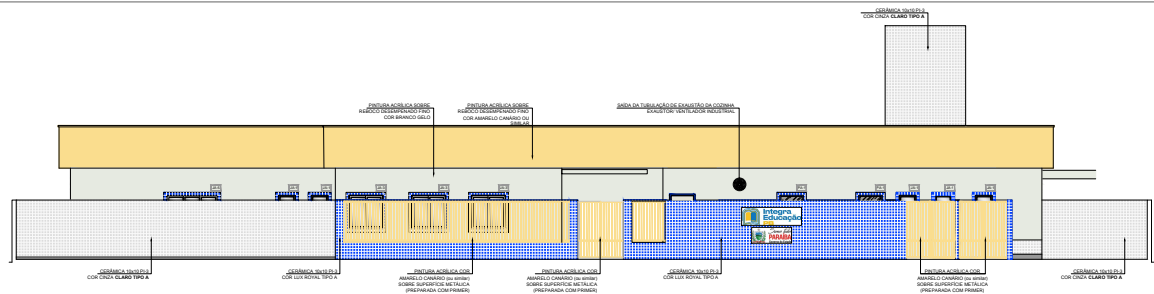 CERÂMICA 10x10 PI-3
COR CINZA CLARO TIPO A
PINTURA ACRÍLICA SOBRE
REBOCO DESEMPENADO FINO
COR BRANCO GELO
PINTURA ACRÍLICA SOBRE
REBOCO DESEMPENADO FINO
COR AMARELO CANÁRIO OU
SIMILAR
SAÍDA DA TUBULAÇÃO DE EXAUSTÃO DA COZINHA
EXAUSTOR/ VENTILADOR INDUSTRIAL
Integra
Educação
PARAÍBA
CERÂMICA 10x10 PI-3
COR CINZA CLARO TIPO A
CERÂMICA 10x10 PI-3
COR LUX ROYAL TIPO A
PINTURA ACRÍLICA COR
AMARELO CANÁRIO (ou similar)
SOBRE SUPERFÍCIE METÁLICA
(PREPARADA COM PRIMER)
PINTURA ACRÍLICA COR
AMARELO CANÁRIO (ou similar)
SOBRE SUPERFÍCIE METÁLICA
(PREPARADA COM PRIMER)
CERÂMICA 10x10 PI-3
COR LUX ROYAL TIPO A
PINTURA ACRÍLICA COR
AMARELO CANÁRIO (ou similar)
SOBRE SUPERFÍCIE METÁLICA
(PREPARADA COM PRIMER)
CERÂMICA 10x10 PI-3
COR CINZA CLARO TIPO A